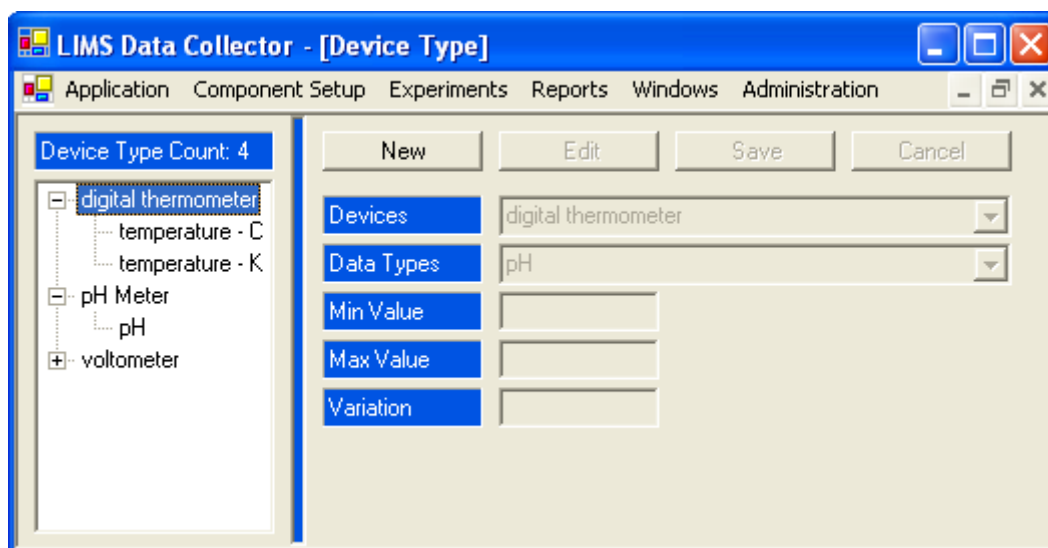 LIMS Data Collector - [Device Type]
Application Component Setup Experiments Reports Windows Administration
Device Type Count: 4
digital thermometer
temperature - C
temperature - K
pH Meter
pH
voltometer
New Edit Save Cancel
Devices digital thermometer
Data Types pH
Min Value
Max Value
Variation